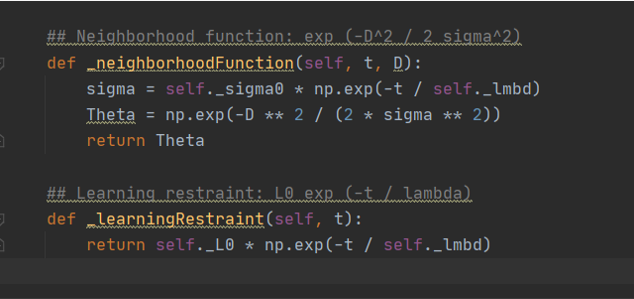 ## Neighborhood function: exp (-D^2 / 2 sigma^2)
def _neighborhoodFunction(self, t, D):
sigma = self._sigma0 * np.exp(-t / self._lmbd)
Theta = np.exp(-D ** 2 / (2 * sigma ** 2))
return Theta
## Learning restraint: L0 exp (-t / lambda)
def _learningRestraint(self, t):
return self._L0 * np.exp(-t / self._lmbd)